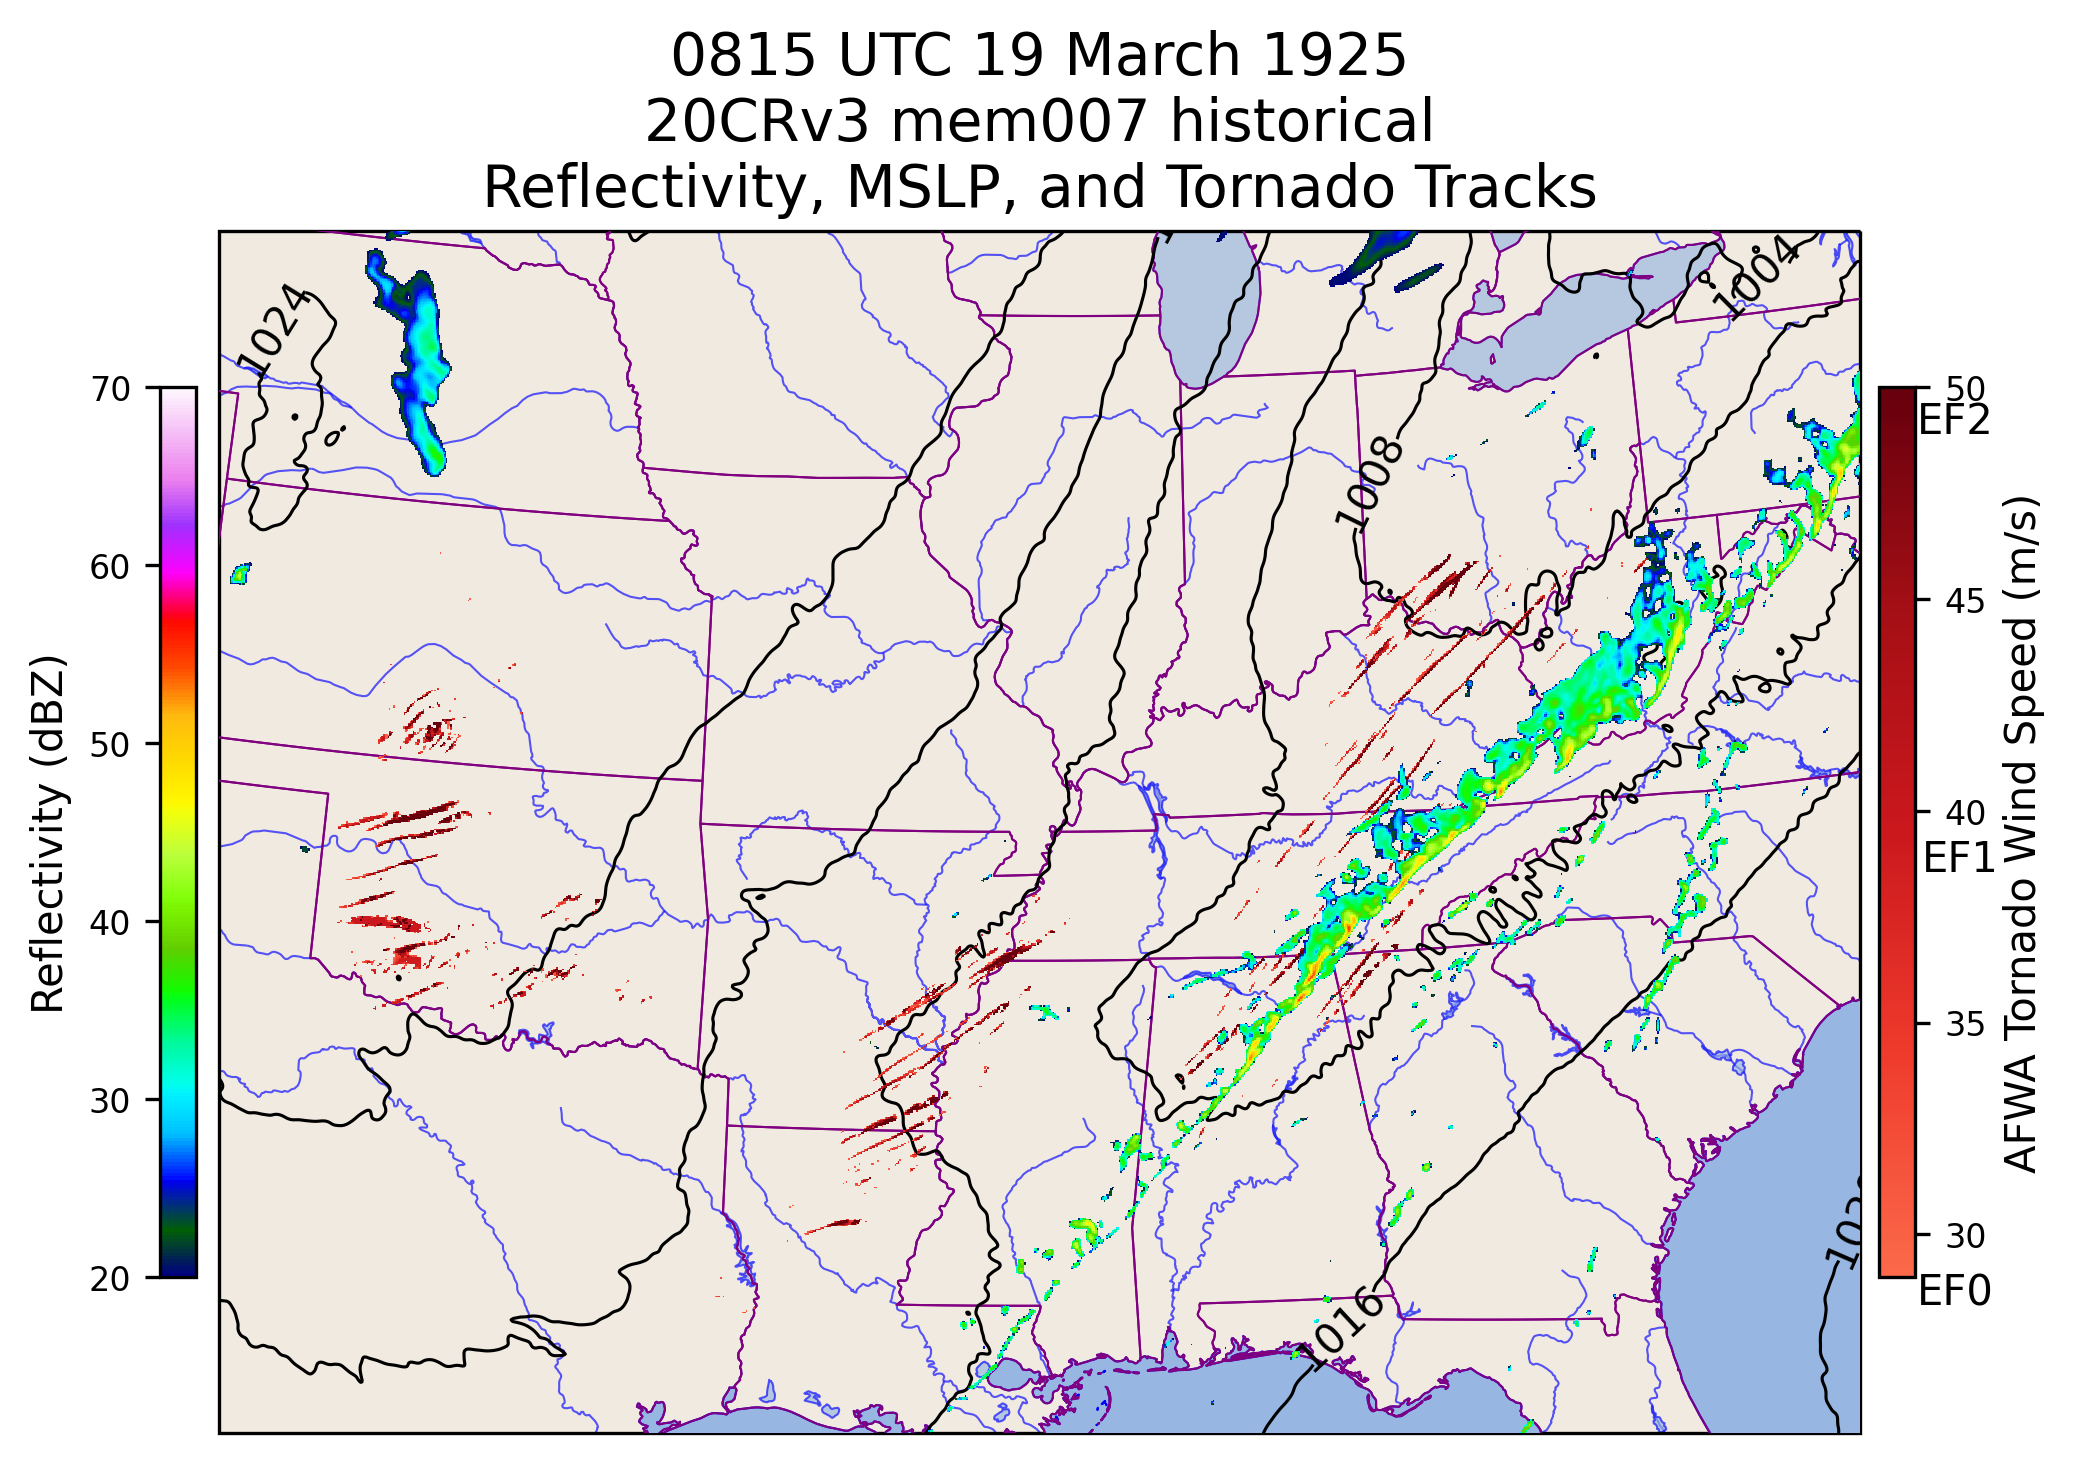 0815 UTC 19 March 1925
20CRv3 mem007 historical
Reflectivity, MSLP, and Tornado Tracks
1024
1004
1008
1016
70
60
50
40
30
20
Reflectivity (dBZ)
50
EF2
45
40
EF1
35
30
EF0
AFWA Tornado Wind Speed (m/s)